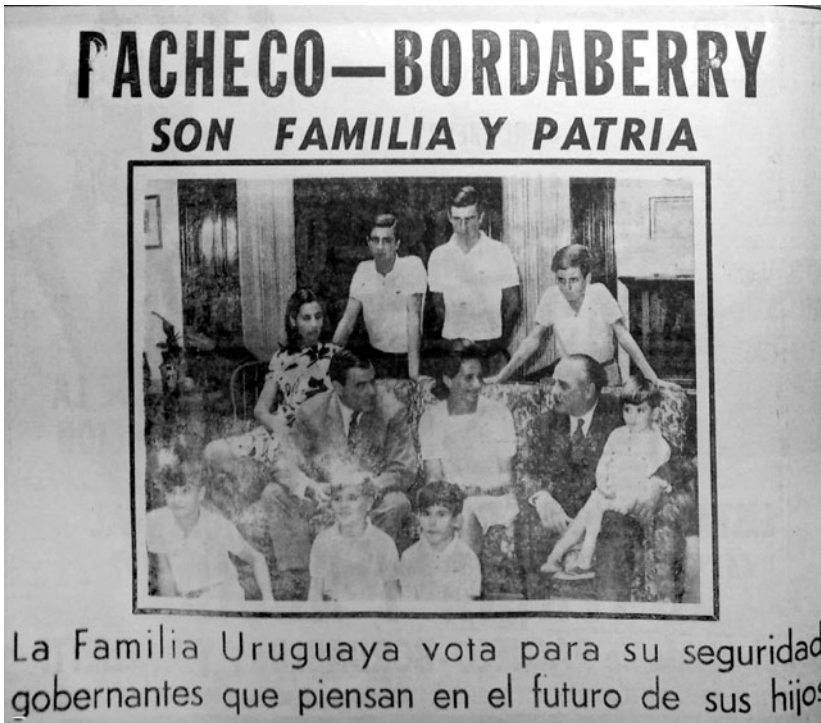 PACHECO—BORDABERRY
SON FAMILIA Y PATRIA
La Familia Uruguaya vota para su seguridad
gobernantes que piensan en el futuro de sus hijos